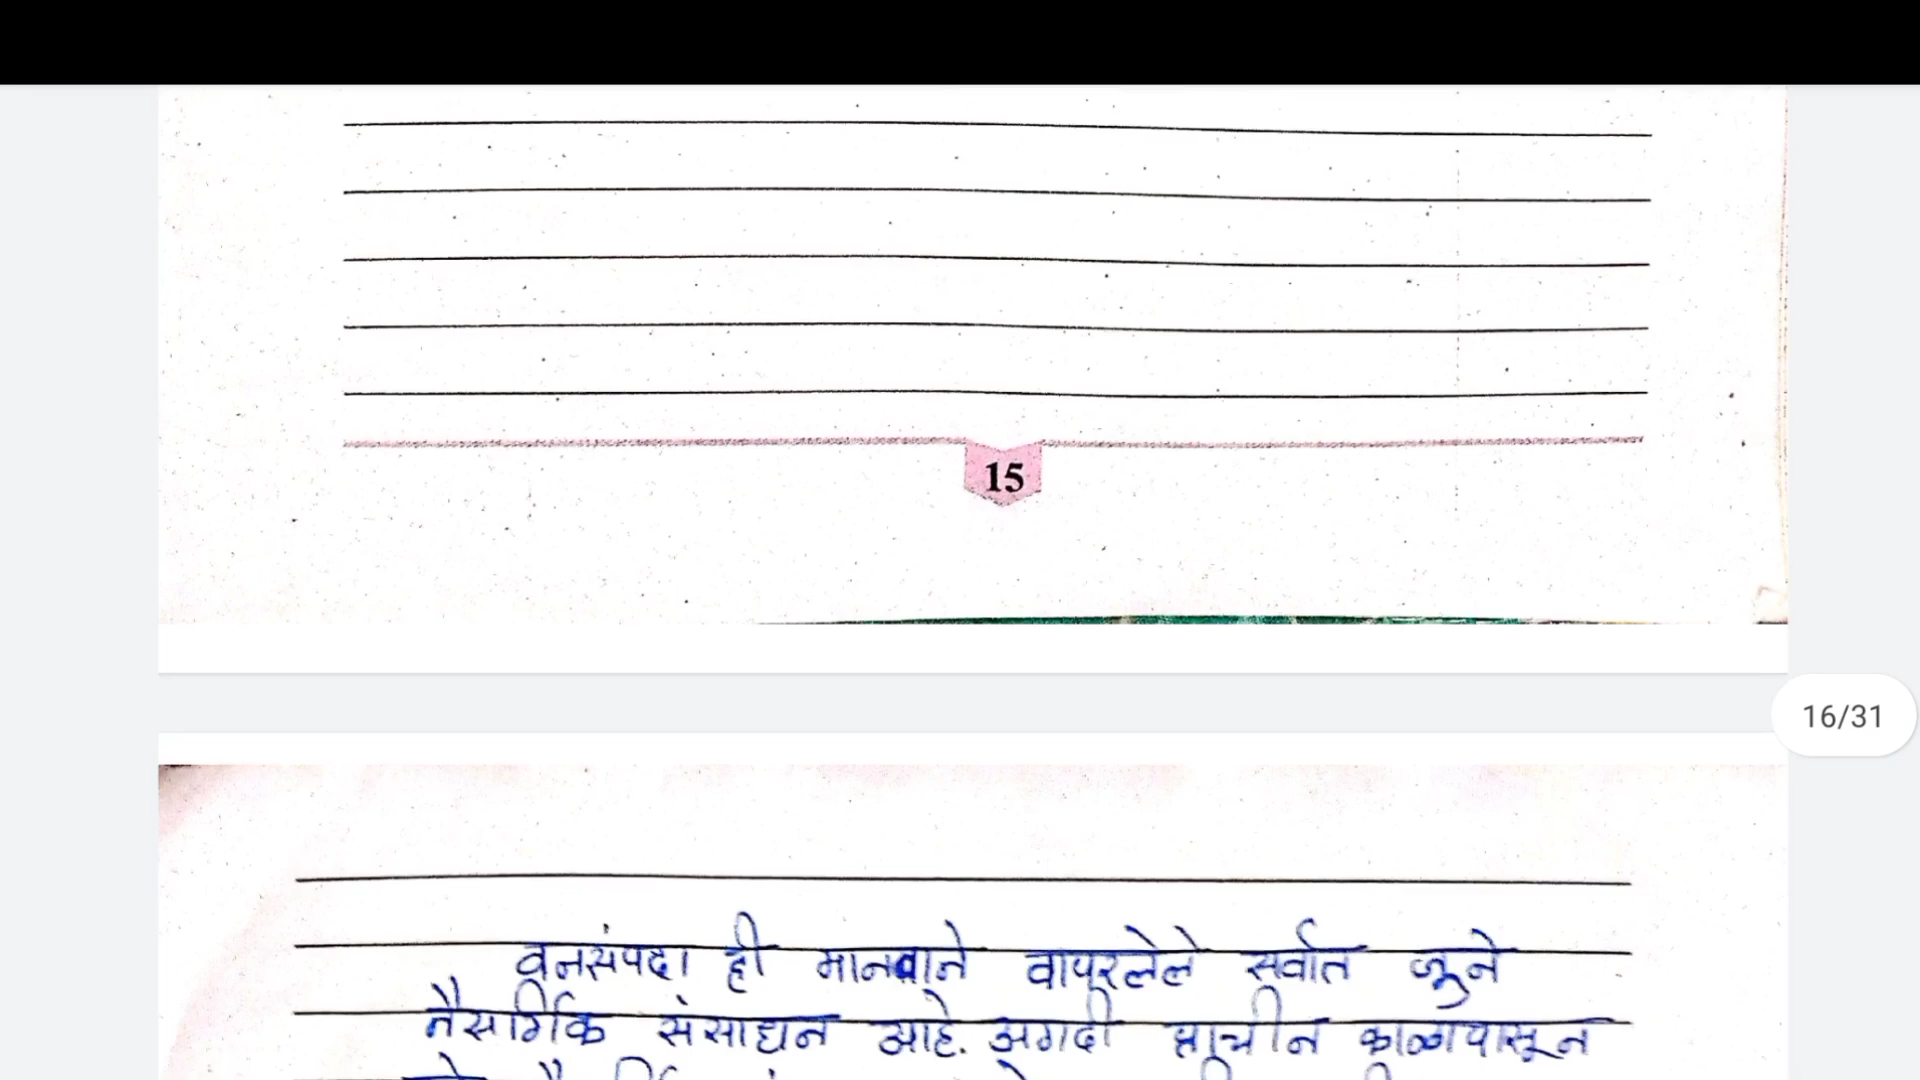 15
16/31
वनसंपदा ही मानवाने वापरलेले सर्वात जुने
नैसर्गिक संसाधन आहे. अगदी प्राचीन काळापासून